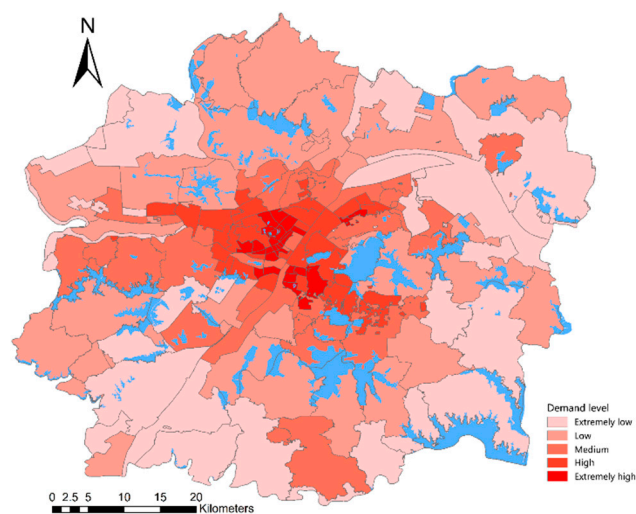 N
Demand level
Extremely low
Low
Medium
High
Extremely high
0 2.5 5 10 15 20
Kilometers